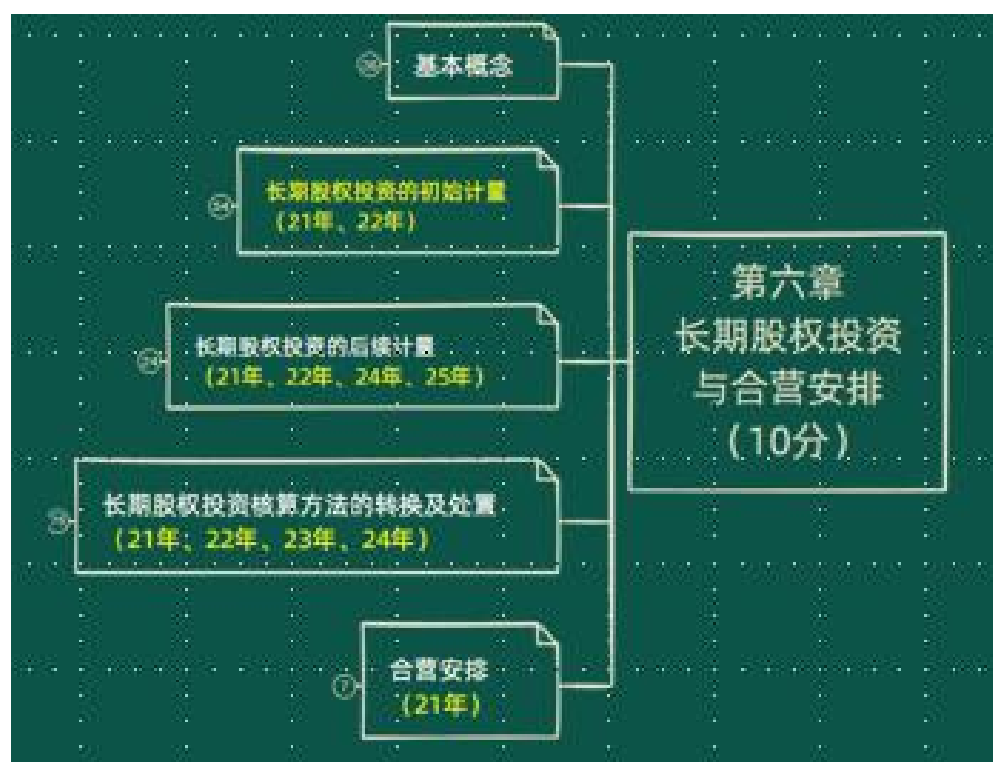 基本概念
长期股权投资的初始计量
（21年、22年）
长期股权投资的后续计量
（21年、22年、24年、25年）
长期股权投资核算方法的转换及处置
（21年、22年、23年、24年）
7
合营安排
（21年）
第六章
长期股权投资
与合营安排
（10分）